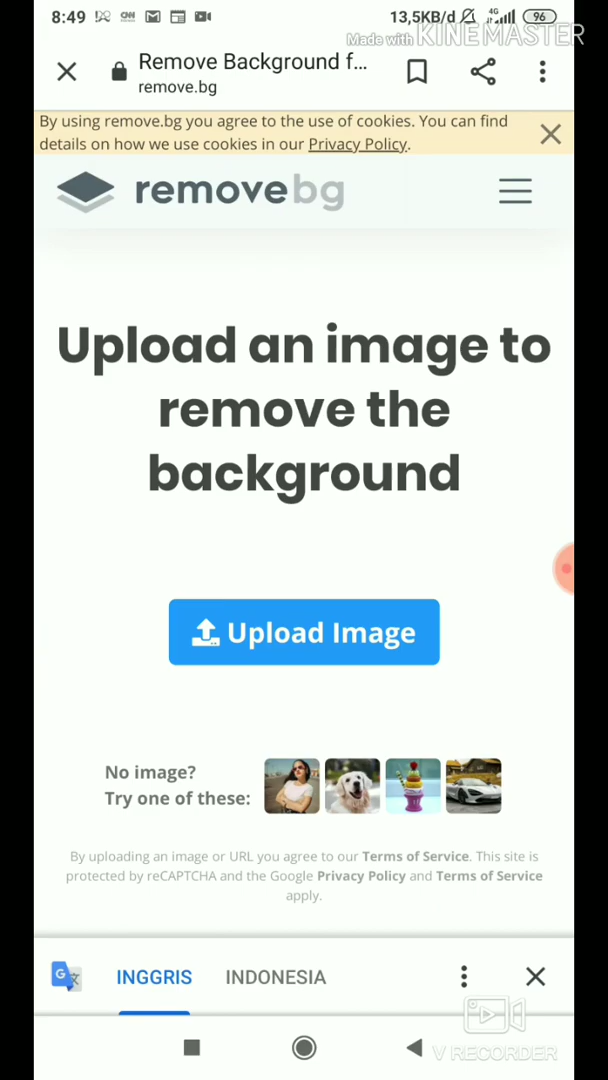 8:49
CNN
13,5KB/d
4G
96
Made with KINEMASTER
Remove Background f...
remove.bg
By using remove.bg you agree to the use of cookies. You can find
details on how we use cookies in our Privacy Policy.
removebg
Upload an image to
remove the
background
Upload Image
No image?
Try one of these:
By uploading an image or URL you agree to our Terms of Service. This site is
protected by reCAPTCHA and the Google Privacy Policy and Terms of Service
apply.
G
INGGRIS INDONESIA
V RECORDER